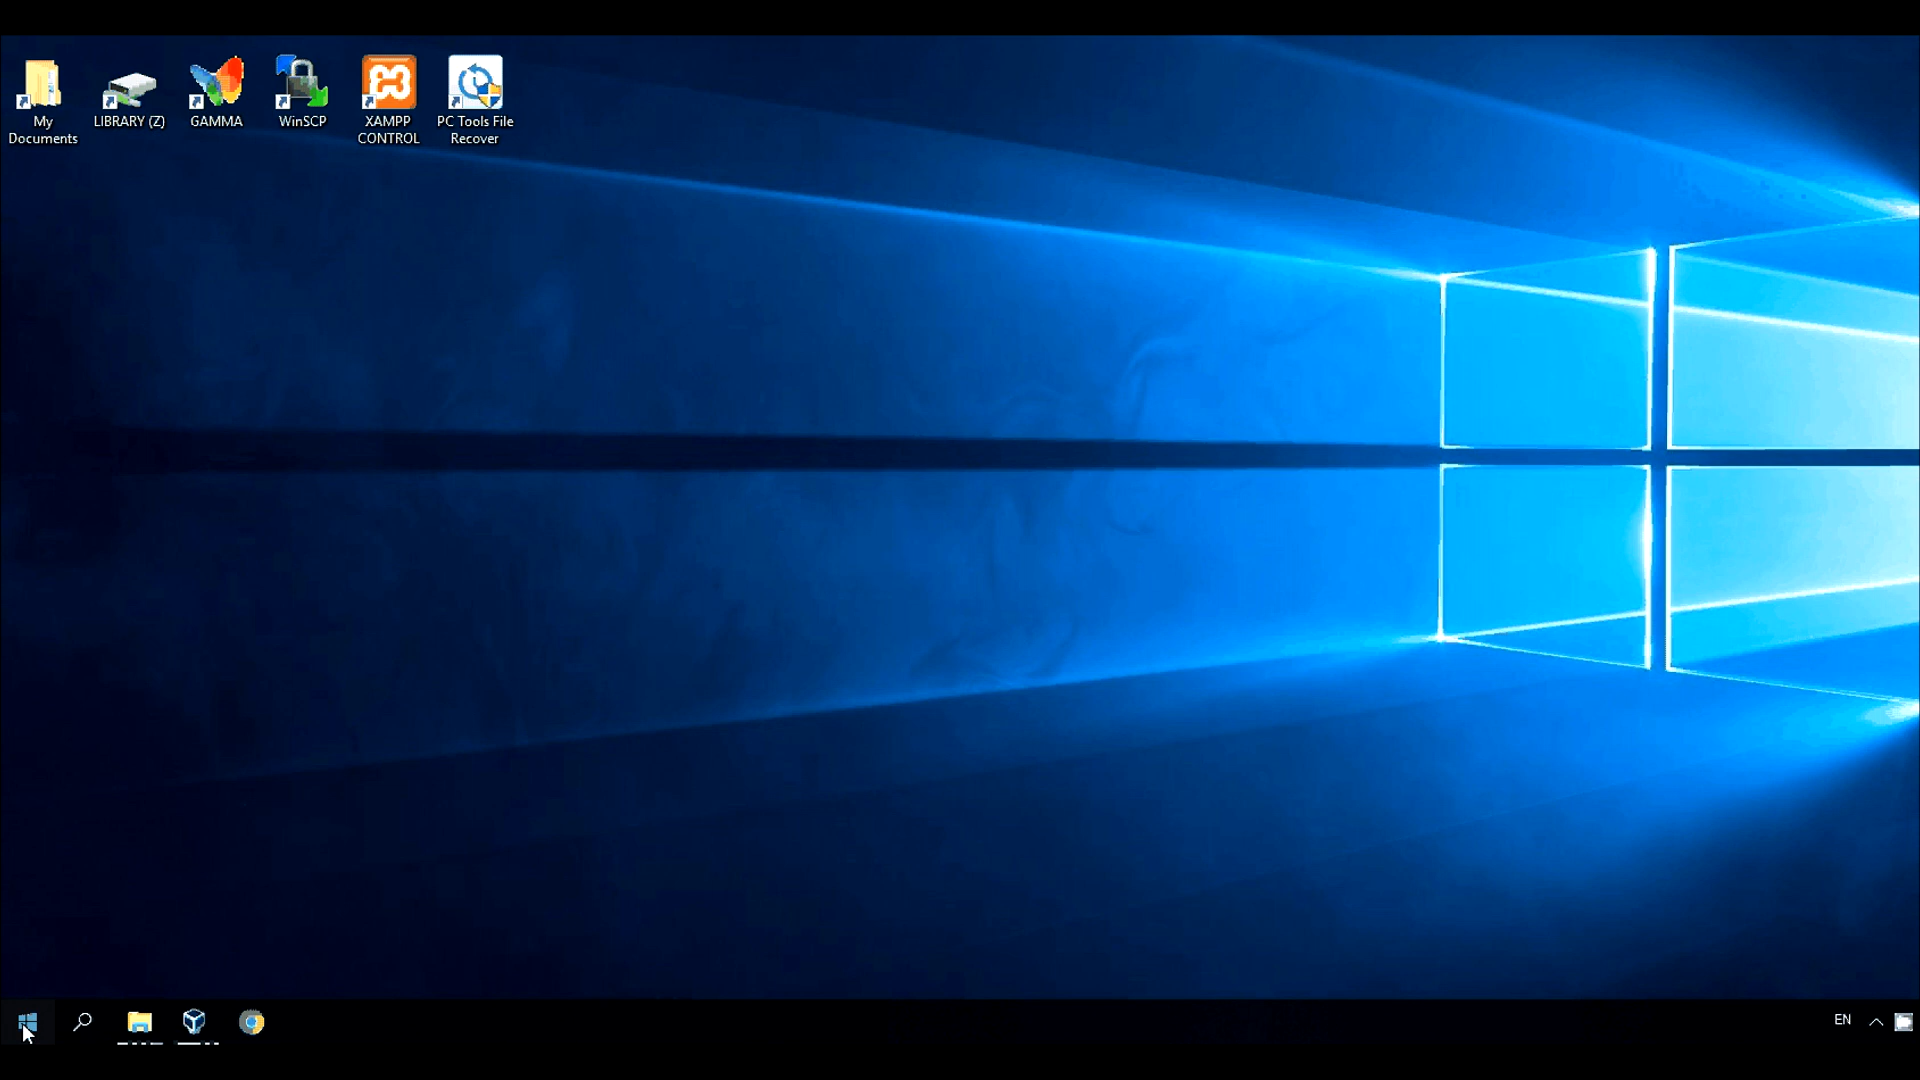 My
Documents
LIBRARY (Z)
GAMMA
WinSCP
XAMPP
CONTROL
PC Tools File
Recover
EN